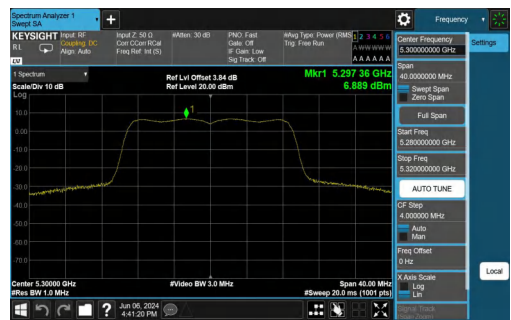 Spectrum Analyzer 1
Swept SA
+
Frequency
KEYSIGHT
Input: RF
Coupling: DC
Align: Auto
Input Z: 50 Ω
Corr CCorr RCal
Freq Ref: Int (S)
#Atten: 30 dB
PNO: Fast
Gate: Off
IF Gain: Low
Sig Track: Off
#Avg Type: Power (RMS
Trig: Free Run
1 2 3 4 5 6
A W W W W W
A A A A A A
RL
LV
1 Spectrum
Scale/Div 10 dB
Log
Ref Lvl Offset 3.84 dB
Ref Level 20.00 dBm
Mkr1 5.297 36 GHz
6.889 dBm
1
10.0
0.00
-10.0
-20.0
-30.0
-40.0
-50.0
-60.0
-70.0
Center 5.30000 GHz
#Res BW 1.0 MHz
#Video BW 3.0 MHz
Span 40.00 MHz
#Sweep 20.0 ms (1001 pts)
Center Frequency
5.300000000 GHz
Settings
Span
40.0000000 MHz
Swept Span
Zero Span
Full Span
Start Freq
5.280000000 GHz
Stop Freq
5.320000000 GHz
AUTO TUNE
CF Step
4.000000 MHz
Auto
Man
Freq Offset
0 Hz
X Axis Scale
Log
Lin
Local
Signal Track
?
Jun 06, 2024
4:41:20 PM